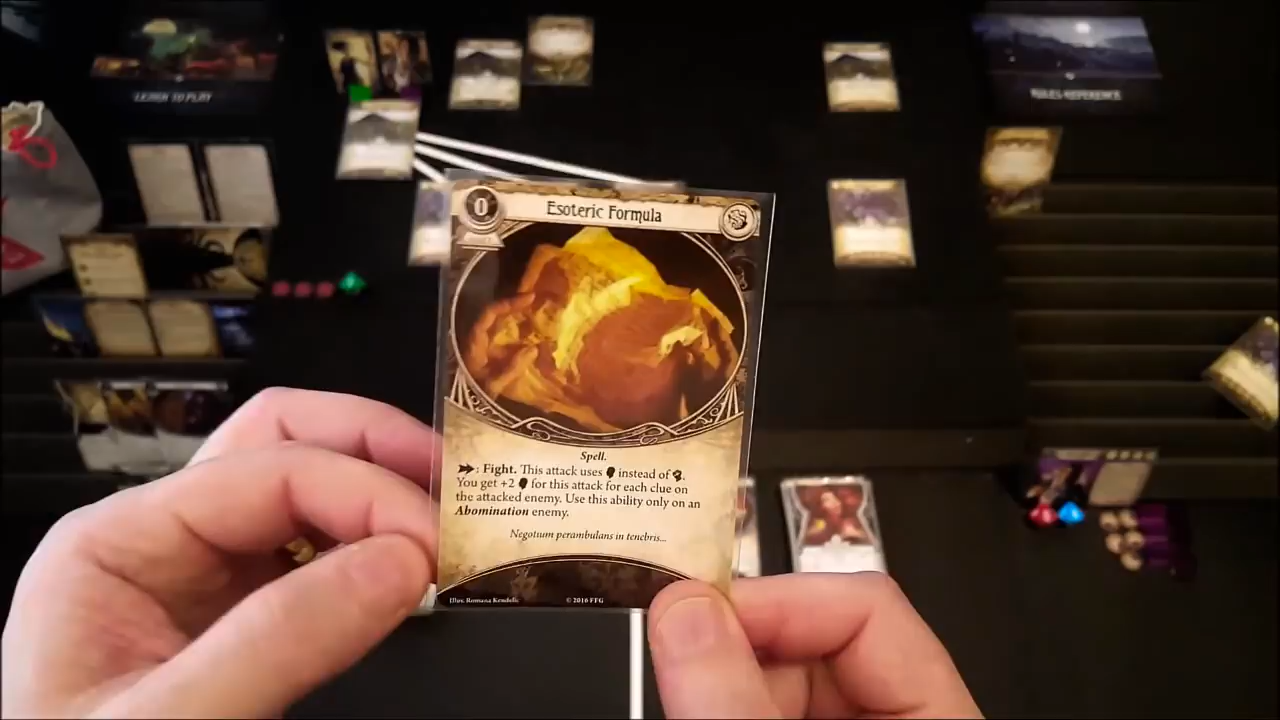 LEARN TO PLAY
RULES REFERENCE
0
Esoteric Formula
Spell.
: Fight. This attack uses instead of .
You get +2 for this attack for each clue on
the attacked enemy. Use this ability only on an
Abomination enemy.
Negotium perambulans in tenebris...
Illus. Romana Kendelic
© 2016 FFG